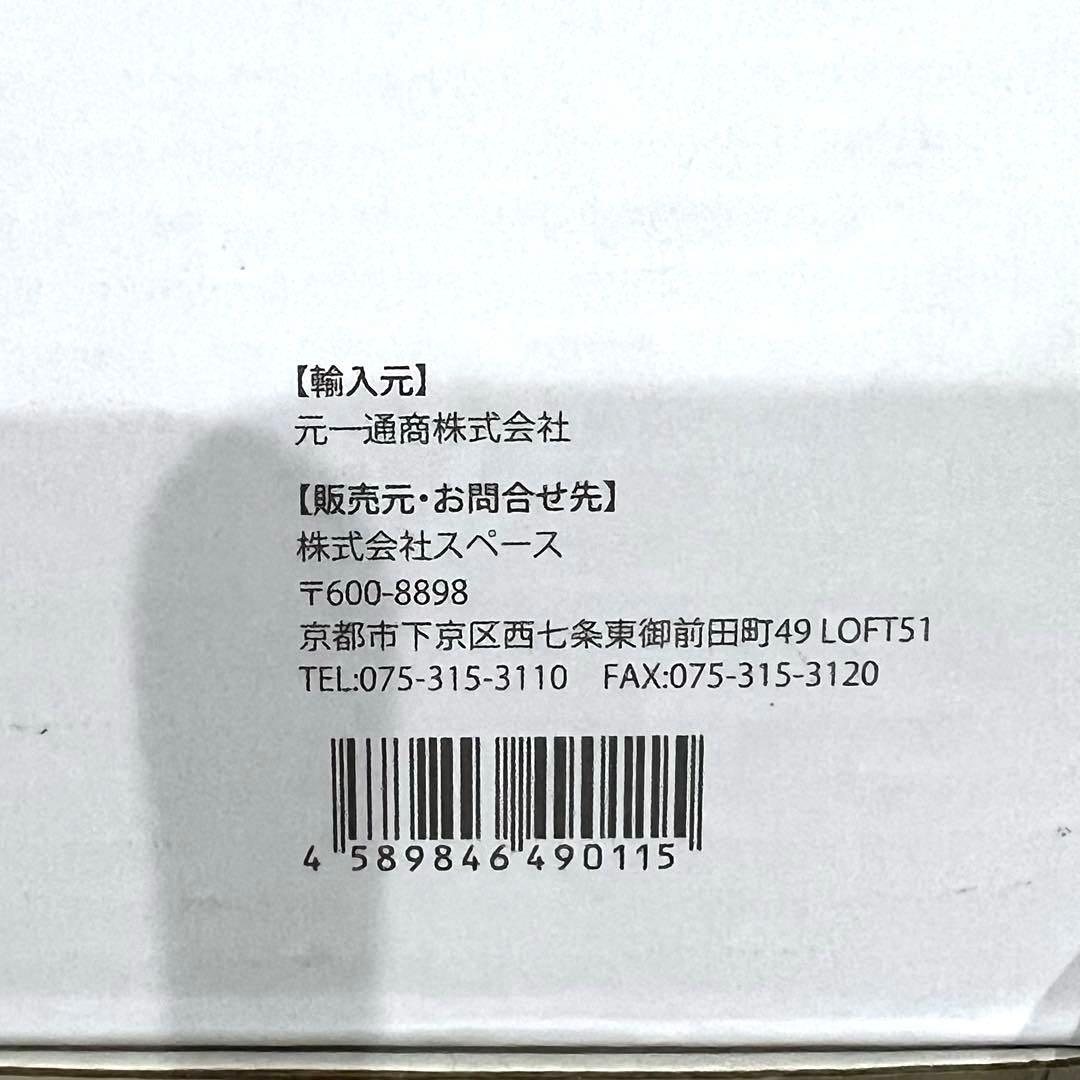 【輸入元】
元一通商株式会社
【販売元・お問合せ先】
株式会社スペース
〒600-8898
京都市下京区西七条東御前田町49 LOFT51
TEL:075-315-3110 FAX:075-315-3120
4 589846 490115